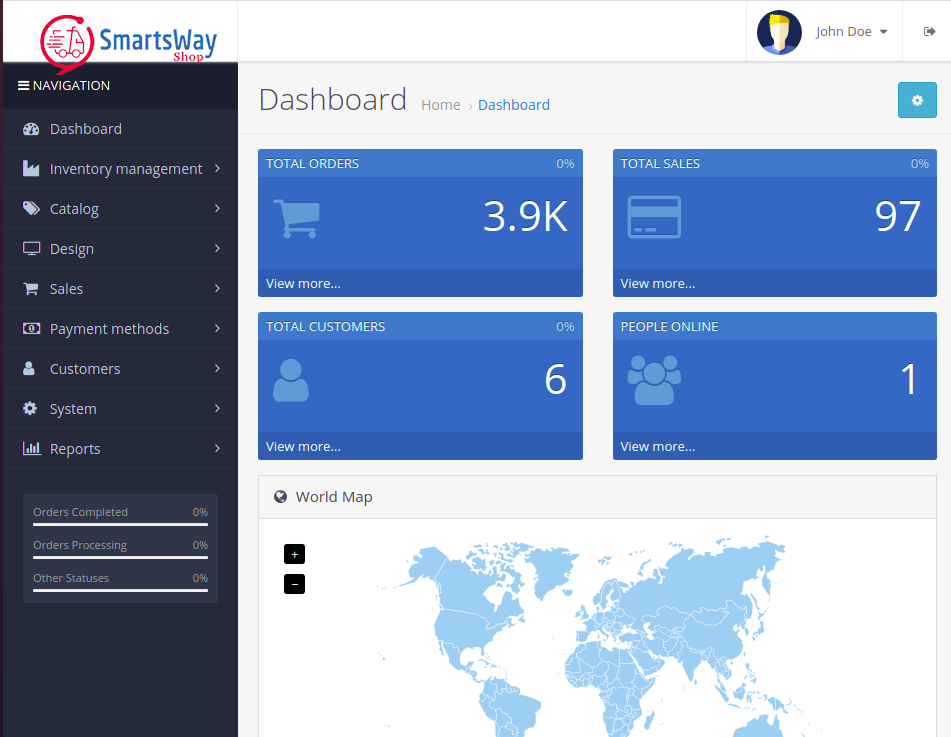 SmartsWay
Shop
John Doe
NAVIGATION
Dashboard
Inventory management
Catalog
Design
Sales
Payment methods
Customers
System
Reports
Orders Completed 0%
Orders Processing 0%
Other Statuses 0%
Dashboard Home › Dashboard
TOTAL ORDERS 0%
3.9K
View more...
TOTAL SALES 0%
97
View more...
TOTAL CUSTOMERS 0%
6
View more...
PEOPLE ONLINE
1
View more...
World Map
+
−